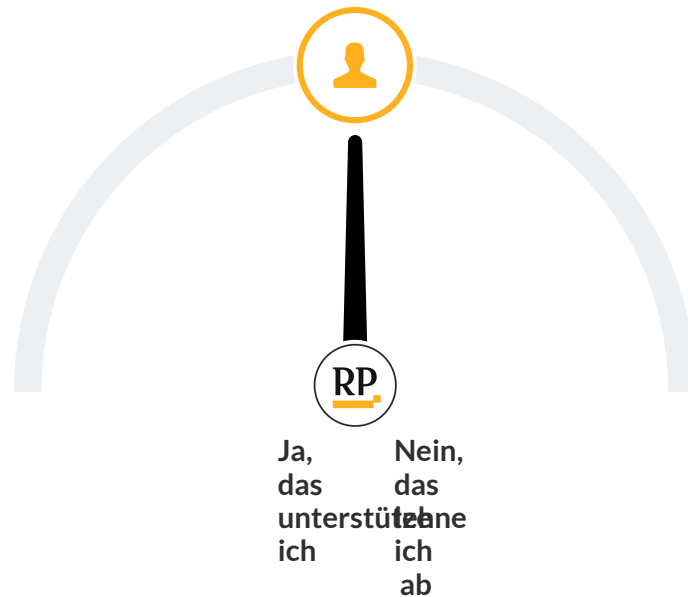 RP
Ja,
das
unterstütze
ich
Nein,
das
lehne
ich
ab